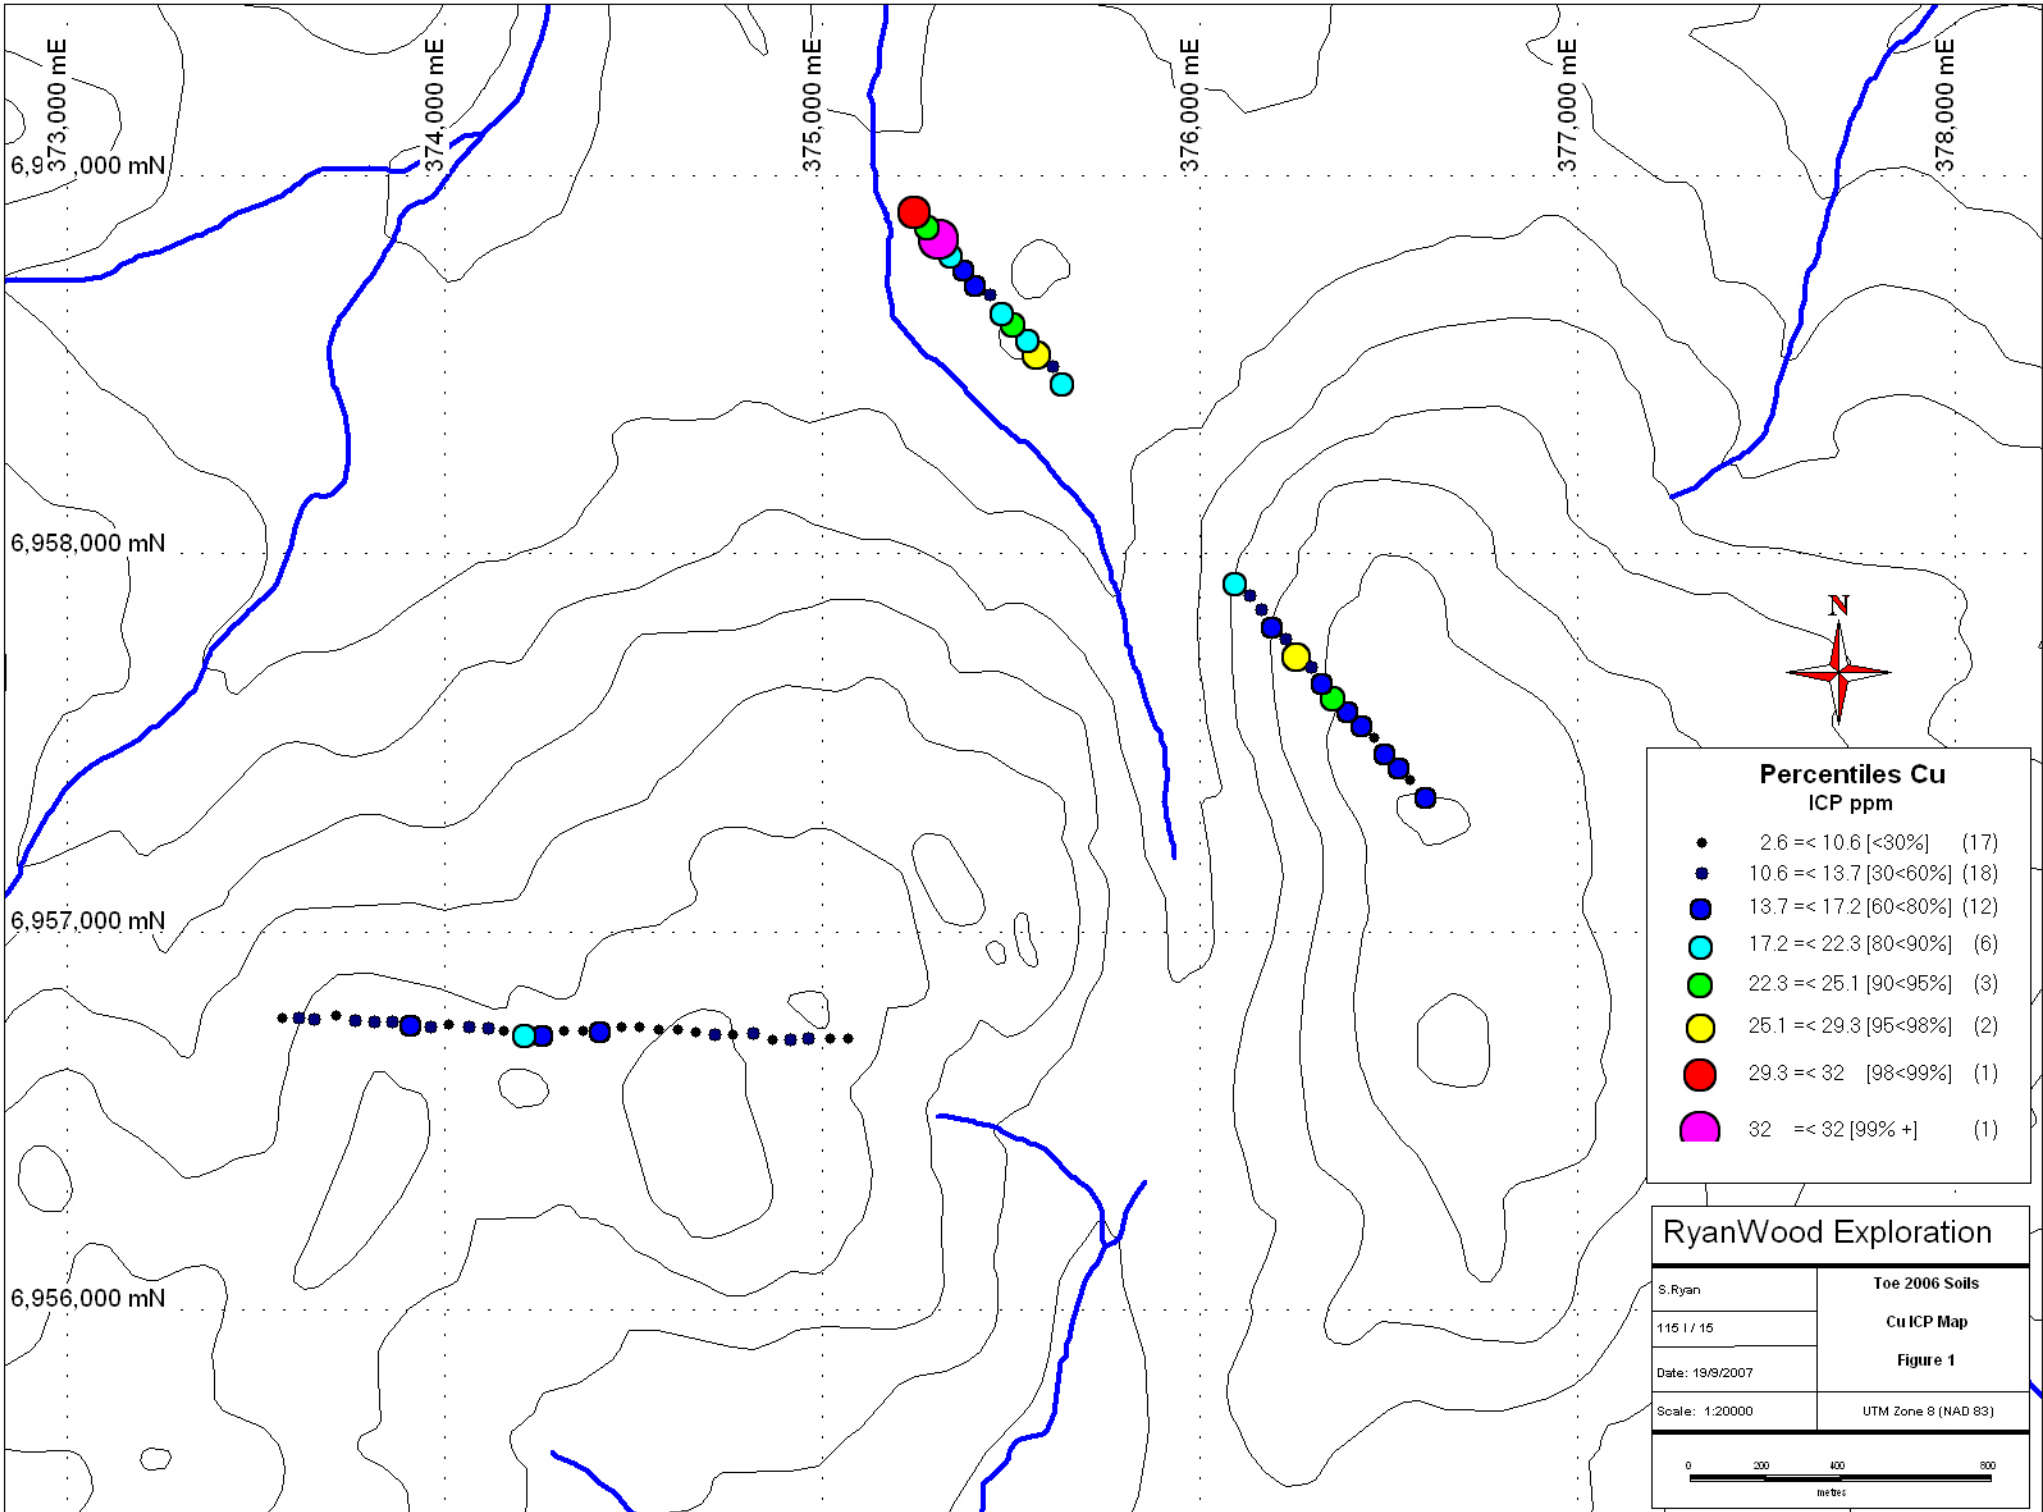 373,000 mE
374,000 mE
375,000 mE
376,000 mE
377,000 mE
378,000 mE
6,9 ,000 mN
6,958,000 mN
6,957,000 mN
6,956,000 mN
N
Percentiles Cu
ICP ppm
2.6 =< 10.6 [<30%] (17)
10.6 =< 13.7 [30<60%] (18)
13.7 =< 17.2 [60<80%] (12)
17.2 =< 22.3 [80<90%] (6)
22.3 =< 25.1 [90<95%] (3)
25.1 =< 29.3 [95<98%] (2)
29.3 =< 32 [98<99%] (1)
32 =< 32 [99% +] (1)
RyanWood Exploration
S.Ryan
115 I / 15
Date: 19/9/2007
Scale: 1:20000
Toe 2006 Soils
Cu ICP Map
Figure 1
UTM Zone 8 (NAD 83)
0 200 400 800
metres